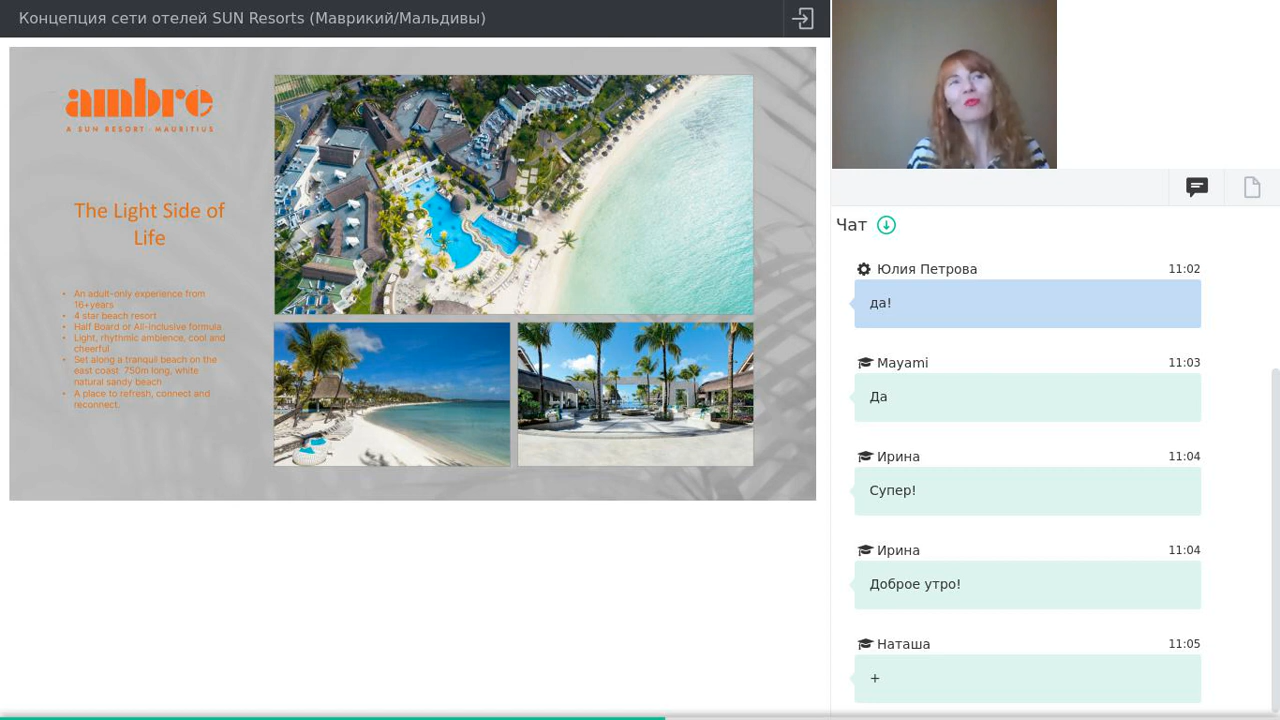 Концепция сети отелей SUN Resorts (Маврикий/Мальдивы)
ambre
A SUN RESORT · MAURITIUS
The Light Side of
Life
• An adult-only experience from
16+years
• 4 star beach resort
• Half Board or All-inclusive formula
• Light, rhythmic ambience, cool and
cheerful
• Set along a tranquil beach on the
east coast. 750m long, white
natural sandy beach
• A place to refresh, connect and
reconnect.
Чат
Юлия Петрова 11:02
да!
Mayami 11:03
Да
Ирина 11:04
Супер!
Ирина 11:04
Доброе утро!
Наташа 11:05
+